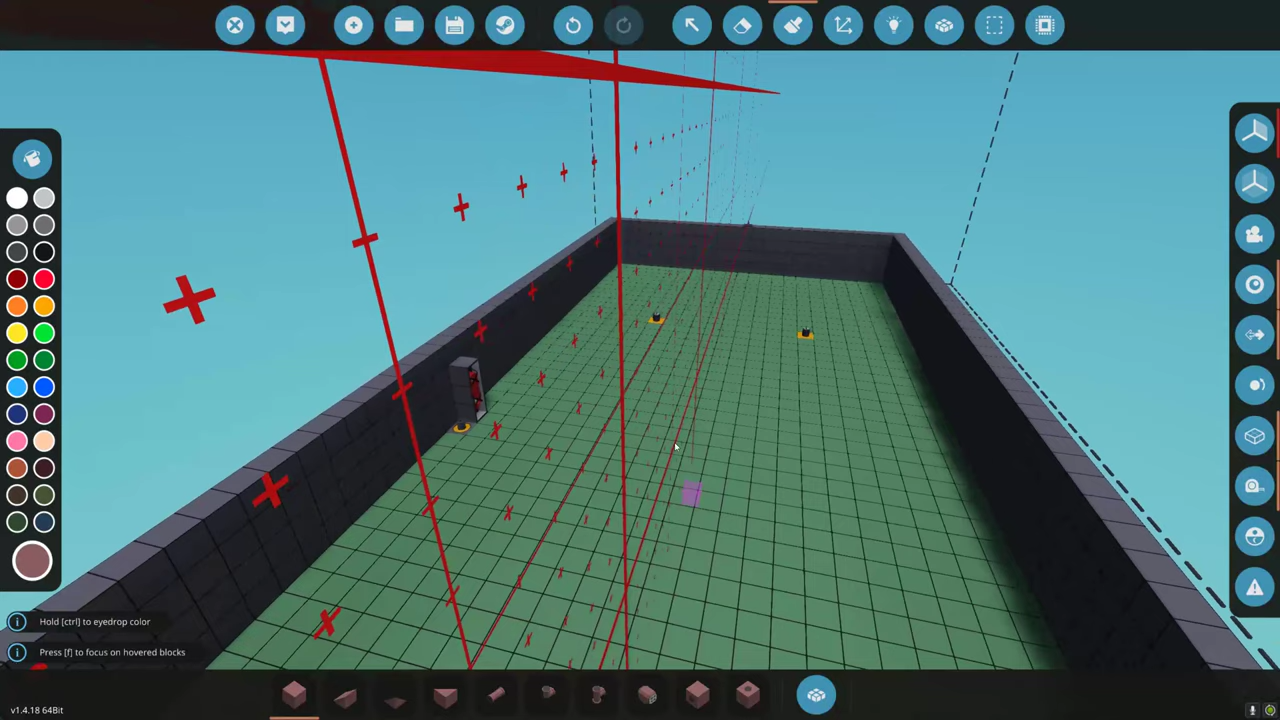 Hold [ctrl] to eyedrop color
Press [f] to focus on hovered blocks
v1.4.18 64Bit